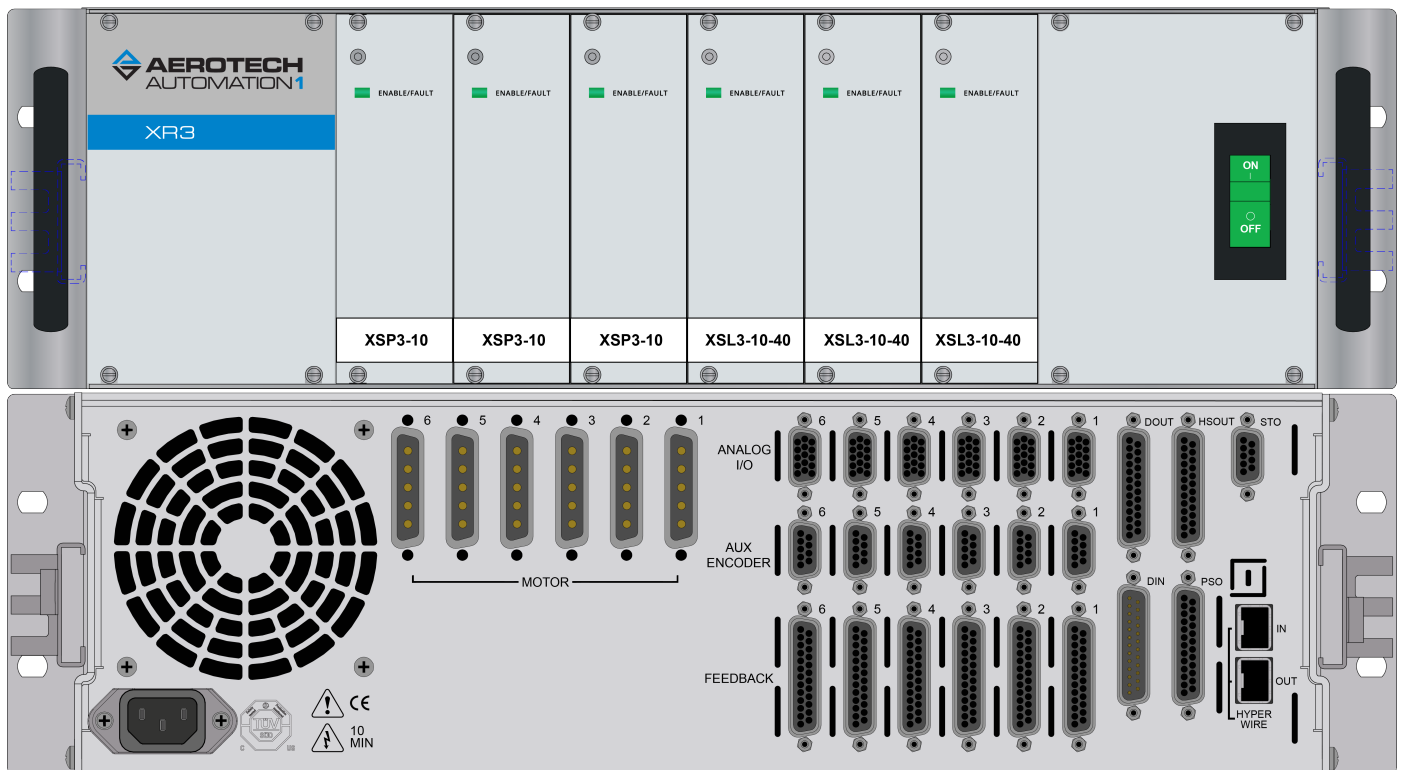 AEROTECH
AUTOMATION1
XR3
ENABLE/FAULT
ENABLE/FAULT
ENABLE/FAULT
ENABLE/FAULT
ENABLE/FAULT
ENABLE/FAULT
ON
OFF
XSP3-10
XSP3-10
XSP3-10
XSL3-10-40
XSL3-10-40
XSL3-10-40
6 5 4 3 2 1
MOTOR
ANALOG
I/O
6 5 4 3 2 1
AUX
ENCODER
6 5 4 3 2 1
FEEDBACK
6 5 4 3 2 1
DOUT
HSOUT
STO
DIN
PSO
IN
OUT
HYPER
WIRE
TÜV
SÜD
C US
CE
10
MIN